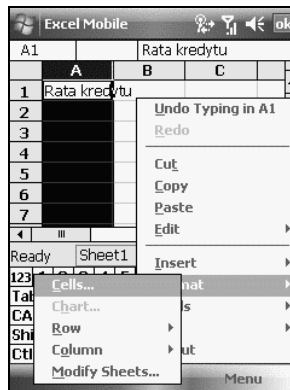 Excel Mobile ok
A1 Rata kredytu
A B C
1 Rata kredytu
2 Undo Typing in A1
3 Redo
4
5 Cut
6 Copy
7 Paste
Edit
Ready Sheet1
Insert
123
Cells...
Chart...
Row
Column
Modify Sheets...
Menu